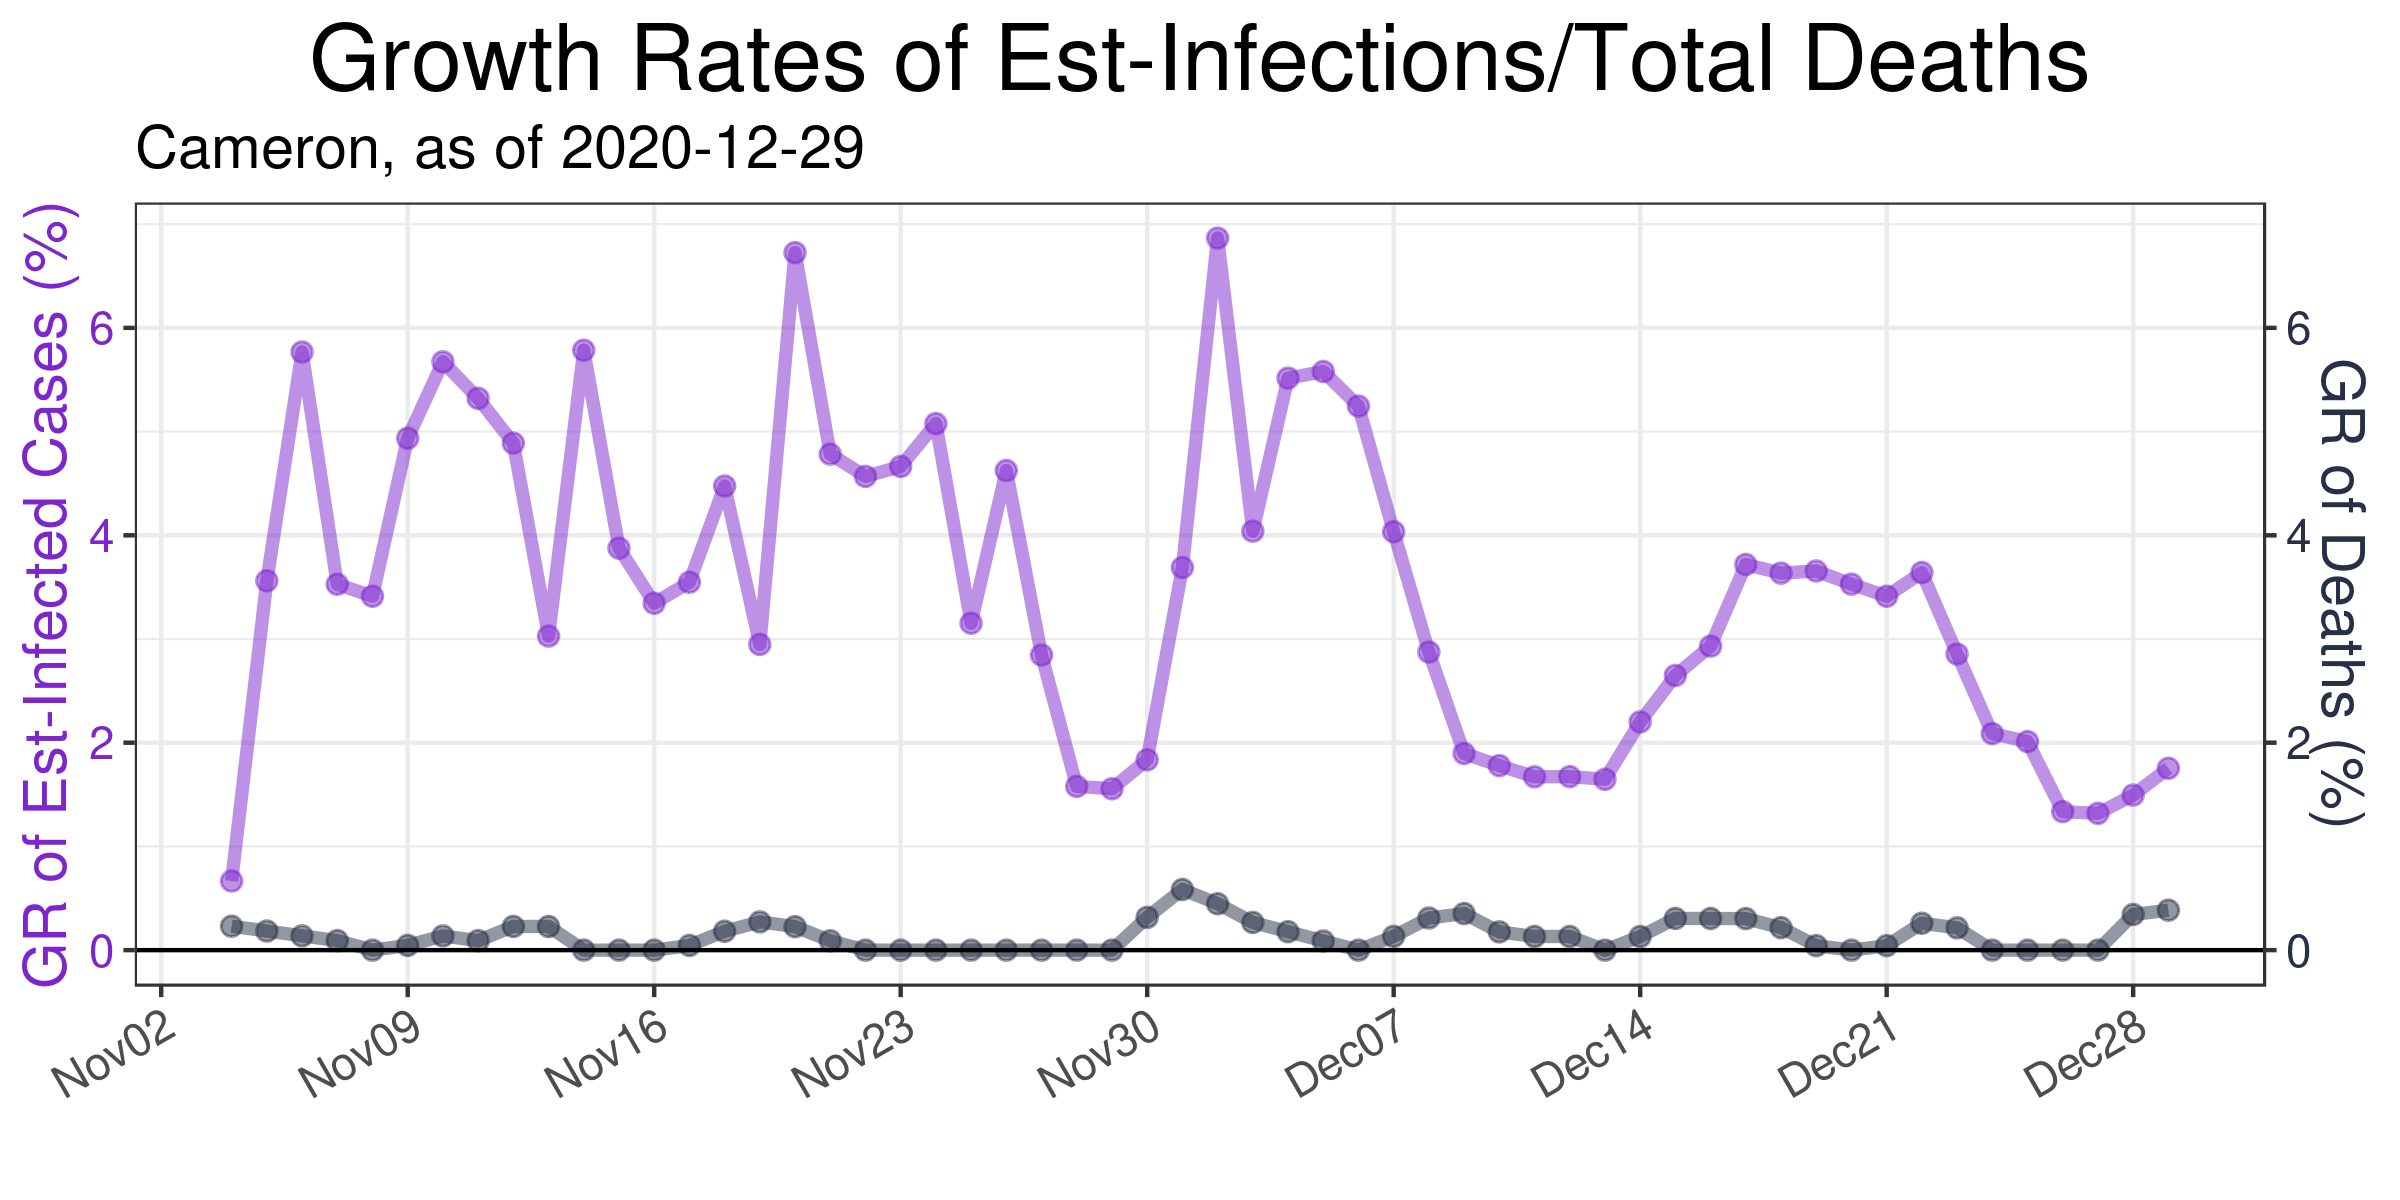 Growth Rates of Est-Infections/Total Deaths
Cameron, as of 2020-12-29
GR of Est-Infected Cases (%)
6
4
2
0
6
4
2
0
GR of Deaths (%)
Nov02
Nov09
Nov16
Nov23
Nov30
Dec07
Dec14
Dec21
Dec28